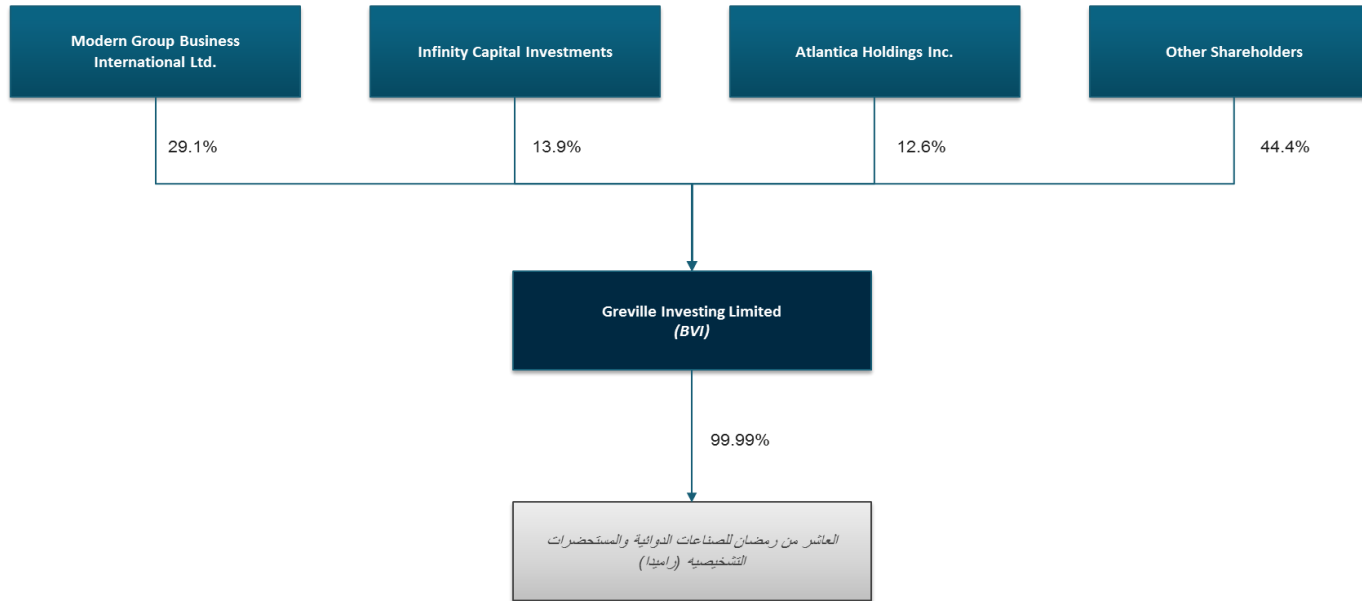 Modern Group Business
International Ltd.
Infinity Capital Investments
Atlantica Holdings Inc.
Other Shareholders
29.1%
13.9%
12.6%
44.4%
Greville Investing Limited
(BVI)
99.99%
العاشر من رمضان للصناعات الدوائية والمستحضرات
التشخيصيه (راميدا)